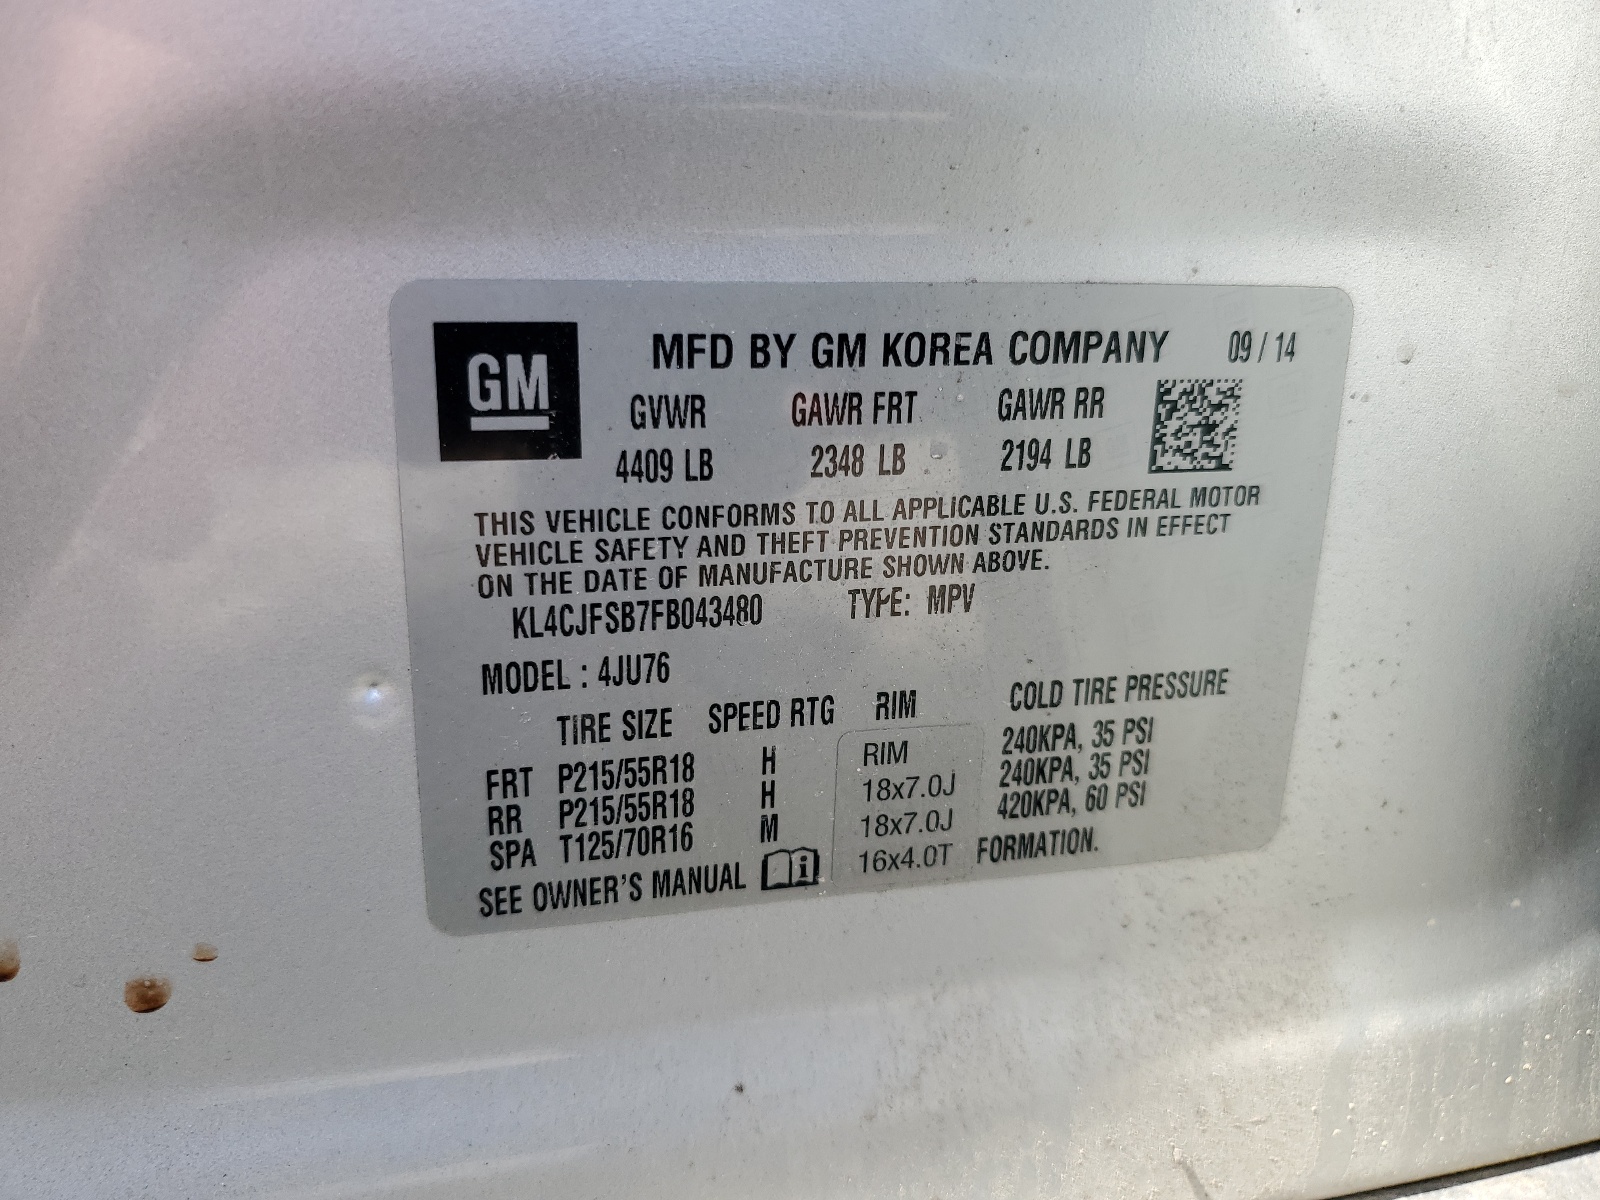 GM
MFD BY GM KOREA COMPANY 09 / 14
GVWR GAWR FRT GAWR RR
4409 LB 2348 LB 2194 LB
THIS VEHICLE CONFORMS TO ALL APPLICABLE U.S. FEDERAL MOTOR
VEHICLE SAFETY AND THEFT PREVENTION STANDARDS IN EFFECT
ON THE DATE OF MANUFACTURE SHOWN ABOVE.
KL4CJFSB7FB043480 TYPE: MPV
MODEL : 4JU76
TIRE SIZE SPEED RTG RIM COLD TIRE PRESSURE
RIM
FRT P215/55R18 H 18x7.0J 240KPA, 35 PSI
RR P215/55R18 H 18x7.0J 240KPA, 35 PSI
SPA T125/70R16 M 16x4.0T 420KPA, 60 PSI
SEE OWNER'S MANUAL i FORMATION.